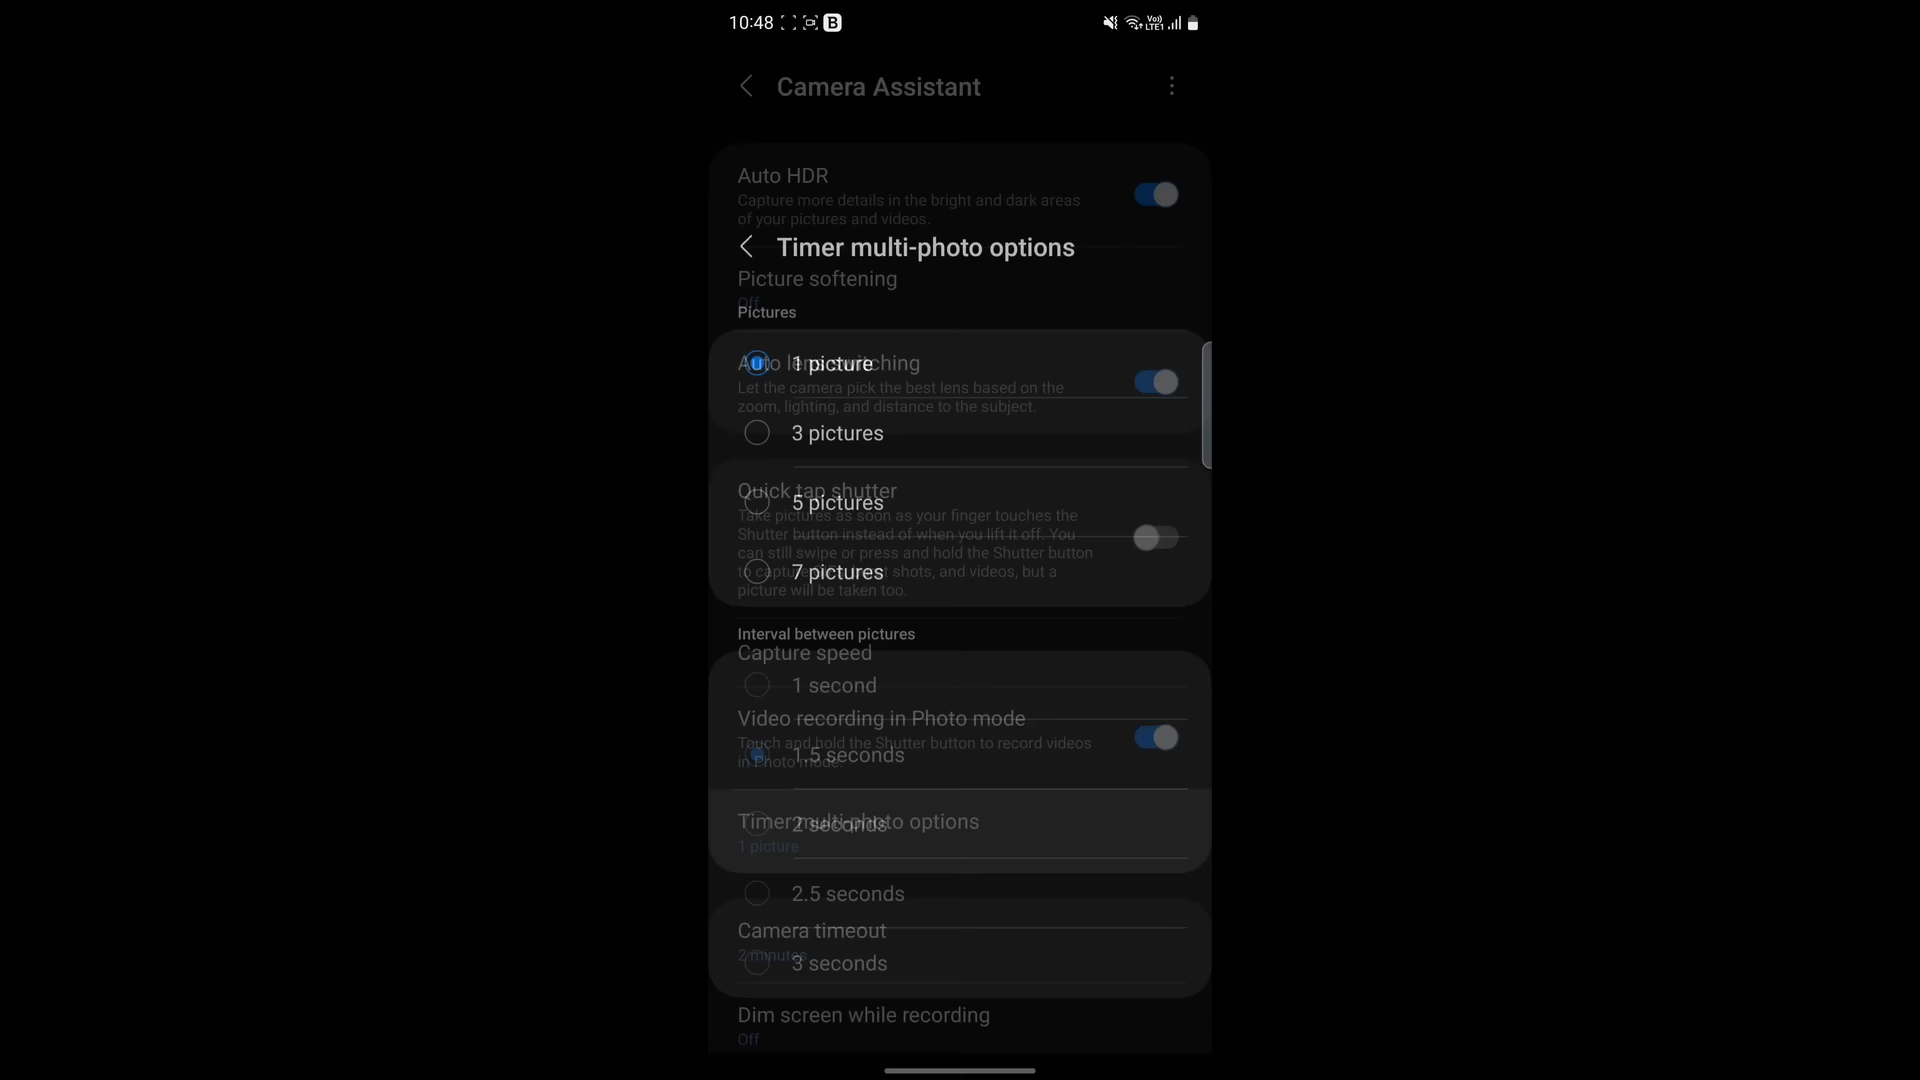 10:48
B
Vo))
LTE1
Camera Assistant
Auto HDR
Capture more details in the bright and dark areas
of your pictures and videos.
Timer multi-photo options
Picture softening
Off
Pictures
1 picture
Auto lens switching
Let the camera pick the best lens based on the
zoom, lighting, and distance to the subject.
3 pictures
Quick tap shutter
5 pictures
Take pictures as soon as your finger touches the
Shutter button instead of when you lift it off. You
can still swipe or press and hold the Shutter button
7 pictures
to capture shots, and videos, but a
picture will be taken too.
Interval between pictures
Capture speed
1 second
Video recording in Photo mode
Touch and hold the Shutter button to record videos
in Photo mode.
1.5 seconds
Timer multi-photo options
2 seconds
1 picture
2.5 seconds
Camera timeout
2 minutes
3 seconds
Dim screen while recording
Off